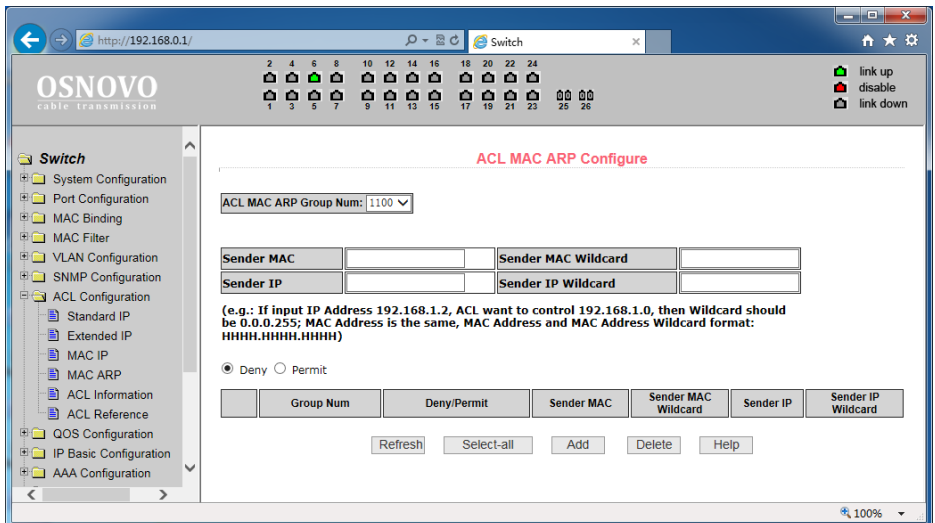 http://192.168.0.1/
Switch
2 4 6 8 10 12 14 16 18 20 22 24
1 3 5 7 9 11 13 15 17 19 21 23 25 26
OSNOVO
cable transmission
link up
disable
link down
Switch
System Configuration
Port Configuration
MAC Binding
MAC Filter
VLAN Configuration
SNMP Configuration
ACL Configuration
Standard IP
Extended IP
MAC IP
MAC ARP
ACL Information
ACL Reference
QOS Configuration
IP Basic Configuration
AAA Configuration
ACL MAC ARP Configure
ACL MAC ARP Group Num: 1100
Sender MAC Sender MAC Wildcard
Sender IP Sender IP Wildcard
(e.g.: If input IP Address 192.168.1.2, ACL want to control 192.168.1.0, then Wildcard should
be 0.0.0.255; MAC Address is the same, MAC Address and MAC Address Wildcard format:
HHHH.HHHH.HHHH)
Deny Permit
Group Num Deny/Permit Sender MAC Sender MAC Wildcard Sender IP Sender IP Wildcard
Refresh Select-all Add Delete Help
100%